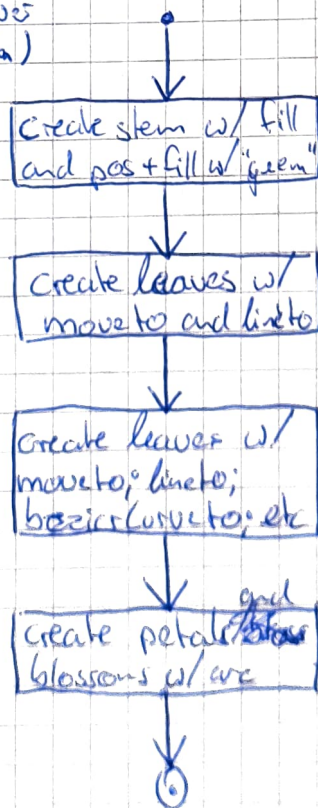 create stem w/ fill
and pos + fill w/ "green"
create leaves w/
moveto and lineto
create leaves w/
moveto; lineto;
bezierCurveto; etc
and
create petals
blossoms w/ arc